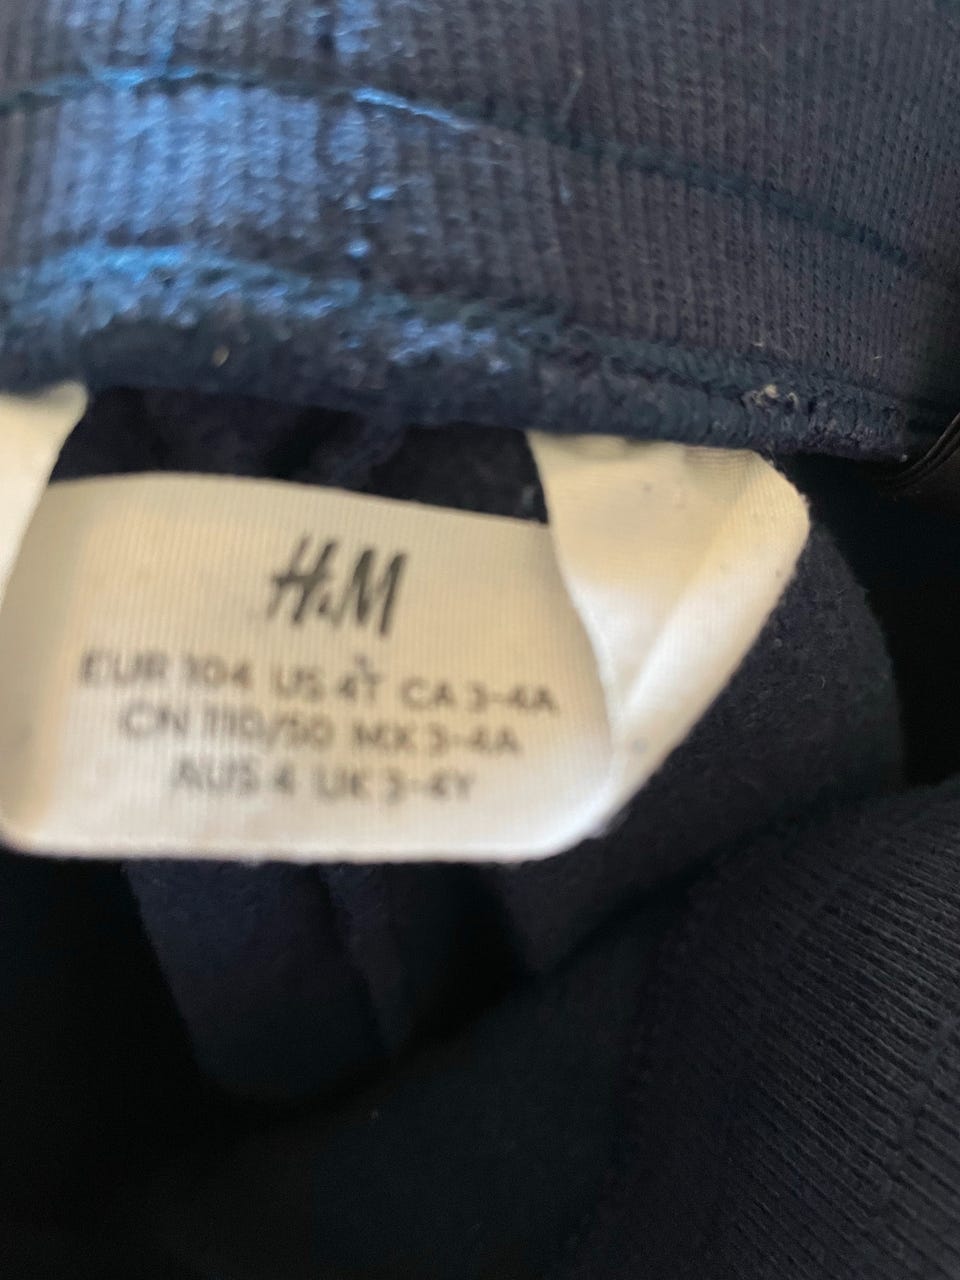 H&M
EUR 104 US 4T CA 3-4A
CN 110/50 MX 3-4A
AUS 4 UK 3-4Y